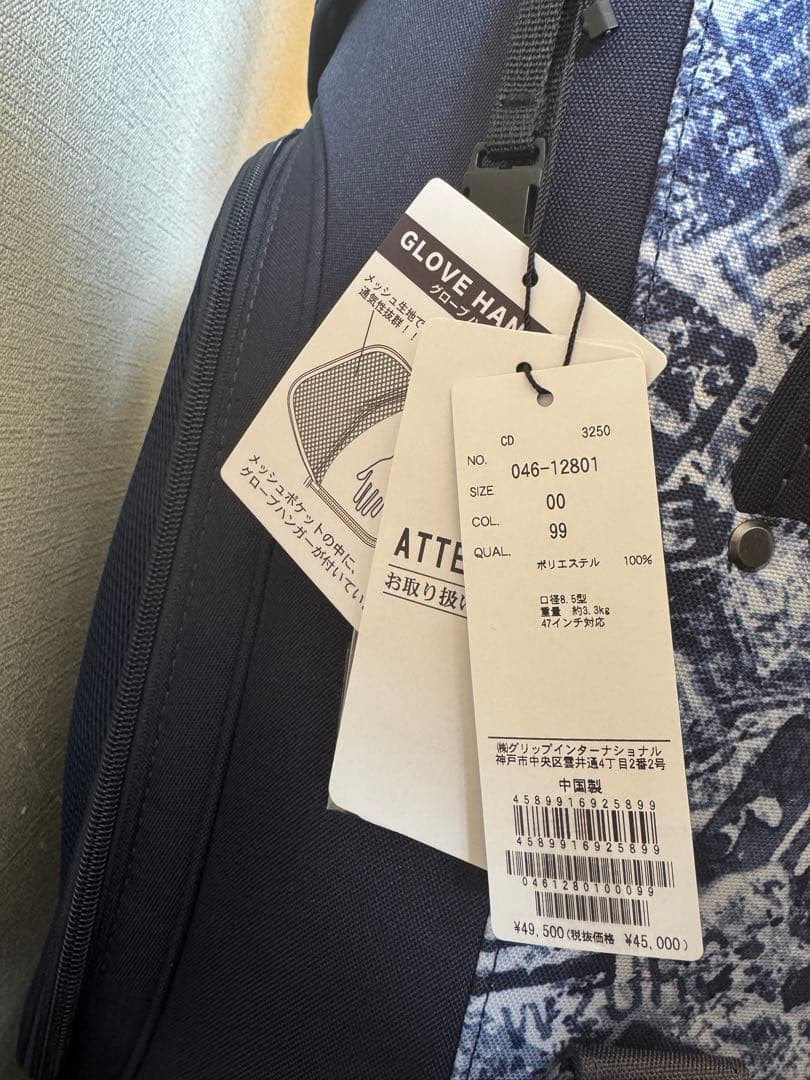 GLOVE HAN
グローブハ
メッシュ生地で
通気性抜群!!
メッシュポケットの中に、
グローブハンガーが付いてい
ATTE
お取り扱い
CD 3250
NO. 046-12801
SIZE 00
COL. 99
QUAL. ポリエステル 100%
口径8.5型
重量 約3.3kg
47インチ対応
㈱グリップインターナショナル
神戸市中央区雲井通4丁目2番2号
中国製
4589916925899
4589916925899
0461280100099
¥49,500(税抜価格 ¥45,000)